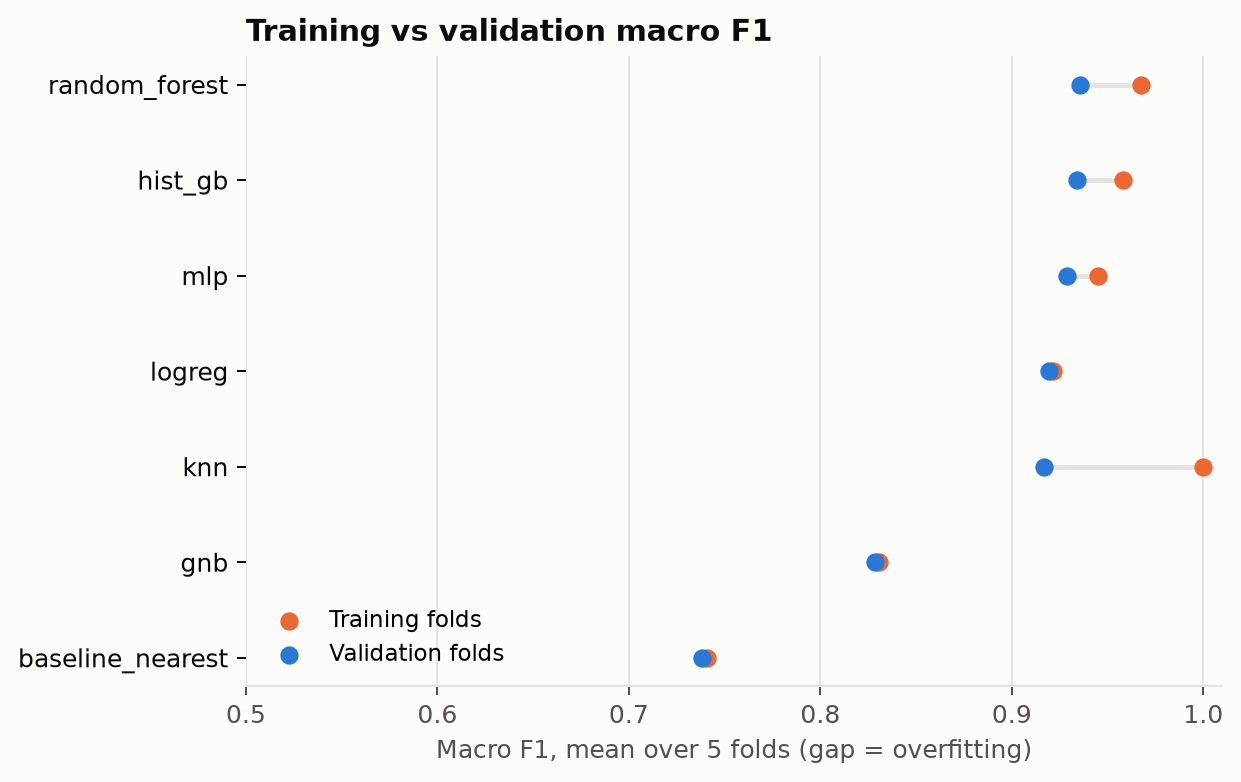 Training vs validation macro F1
random_forest
hist_gb
mlp
logreg
knn
gnb
baseline_nearest
Training folds
Validation folds
0.5 0.6 0.7 0.8 0.9 1.0
Macro F1, mean over 5 folds (gap = overfitting)